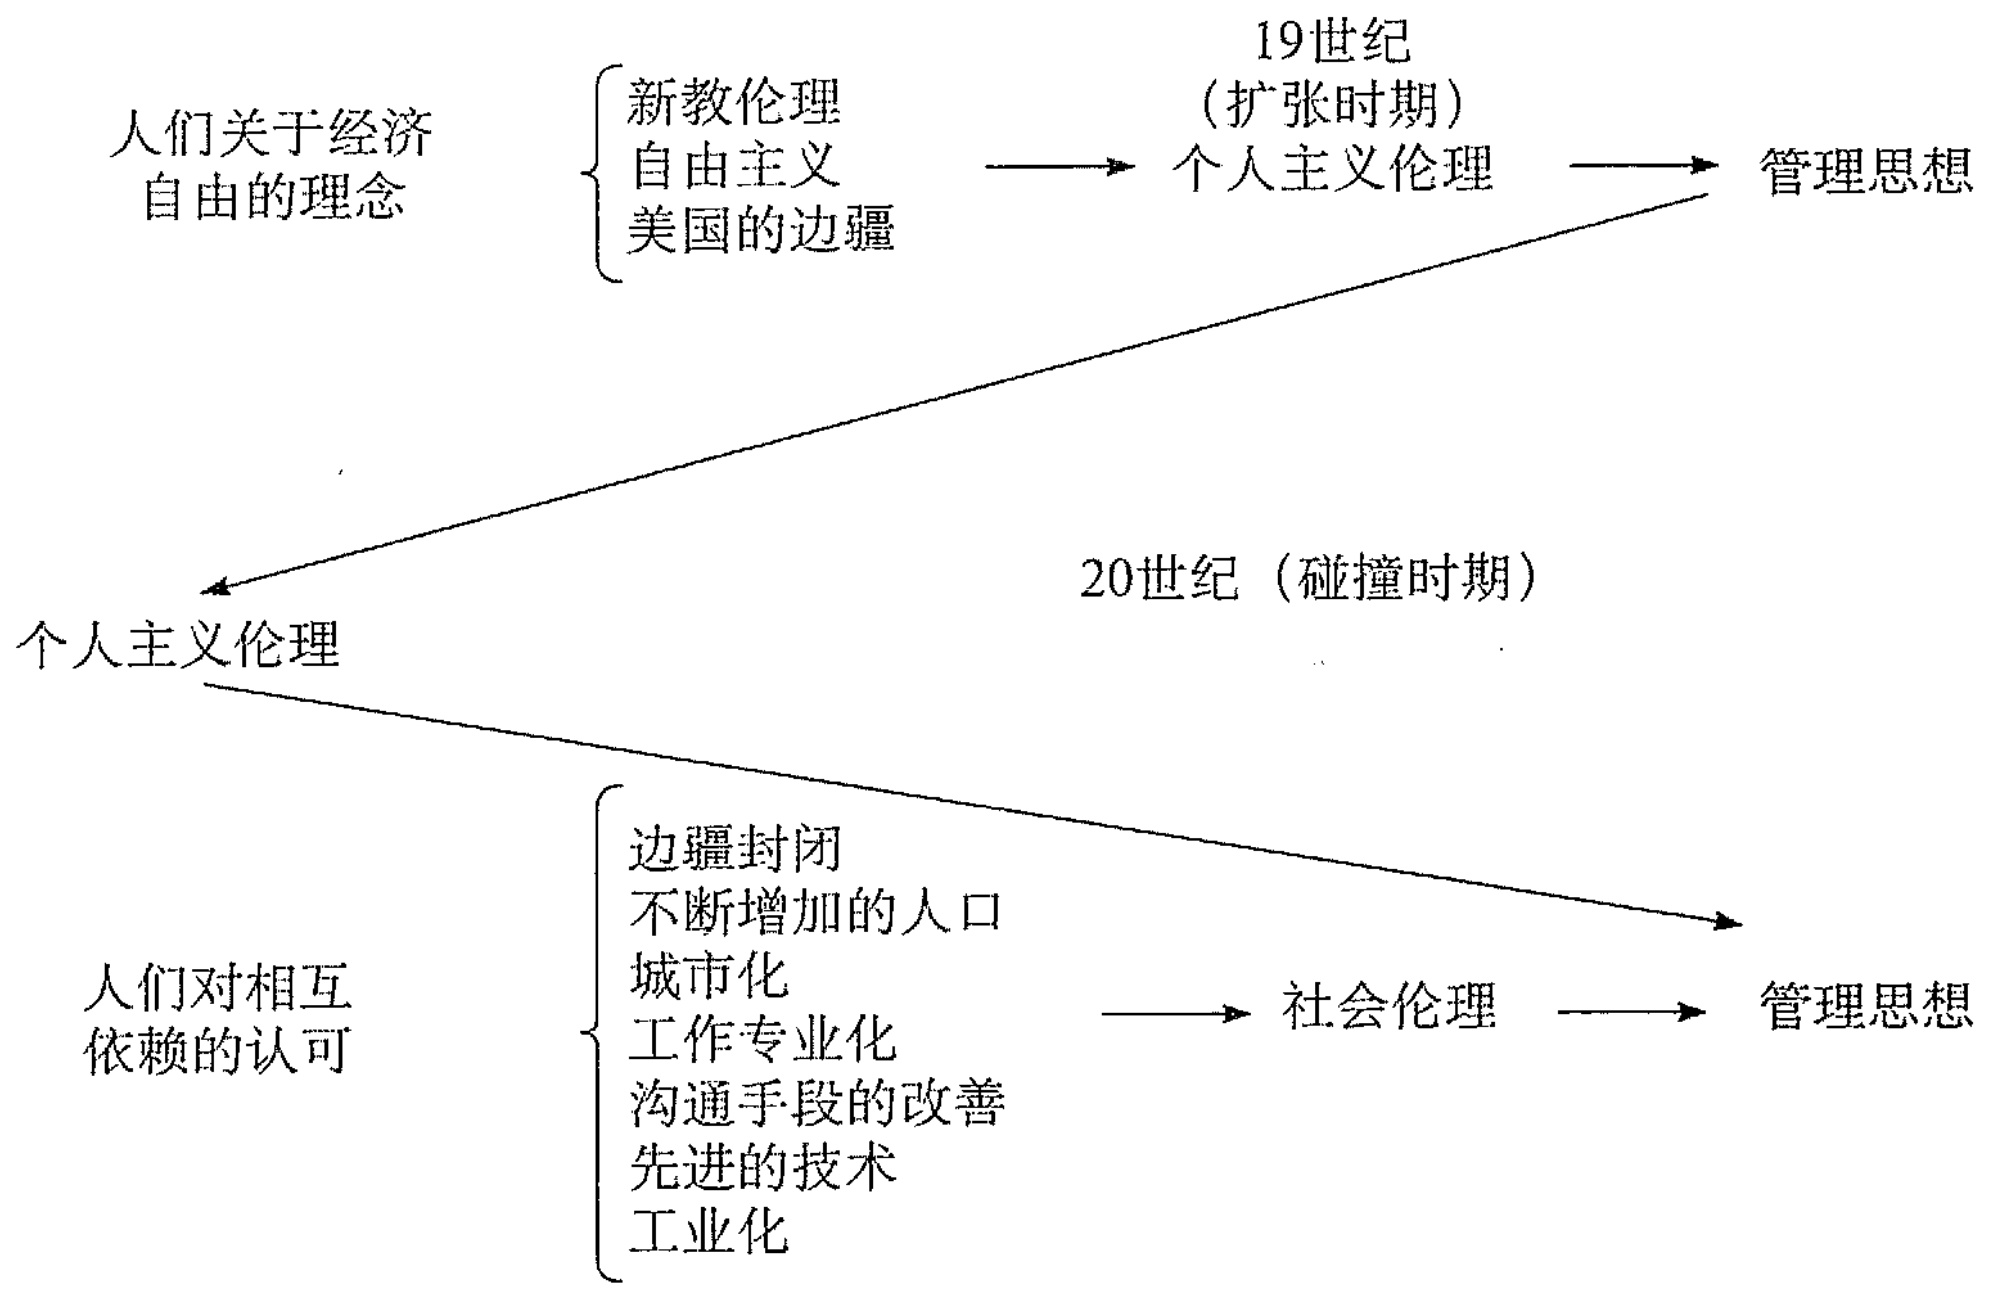 人们关于经济
自由的理念
新教伦理
自由主义
美国的边疆
19世纪
（扩张时期）
个人主义伦理
管理思想
20世纪（碰撞时期）
个人主义伦理
人们对相互
依赖的认可
边疆封闭
不断增加的人口
城市化
工作专业化
沟通手段的改善
先进的技术
工业化
社会伦理
管理思想